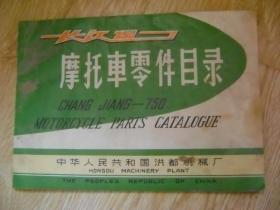 长江750
摩托車零件目录
CHANG JIANG—750
MOTORCYCLE PARTS CATALOGUE
中华人民共和国洪都机械厂
HONGDU MACHINERY PLANT
THE PEOPLE'S REPUBLIC OF CHINA